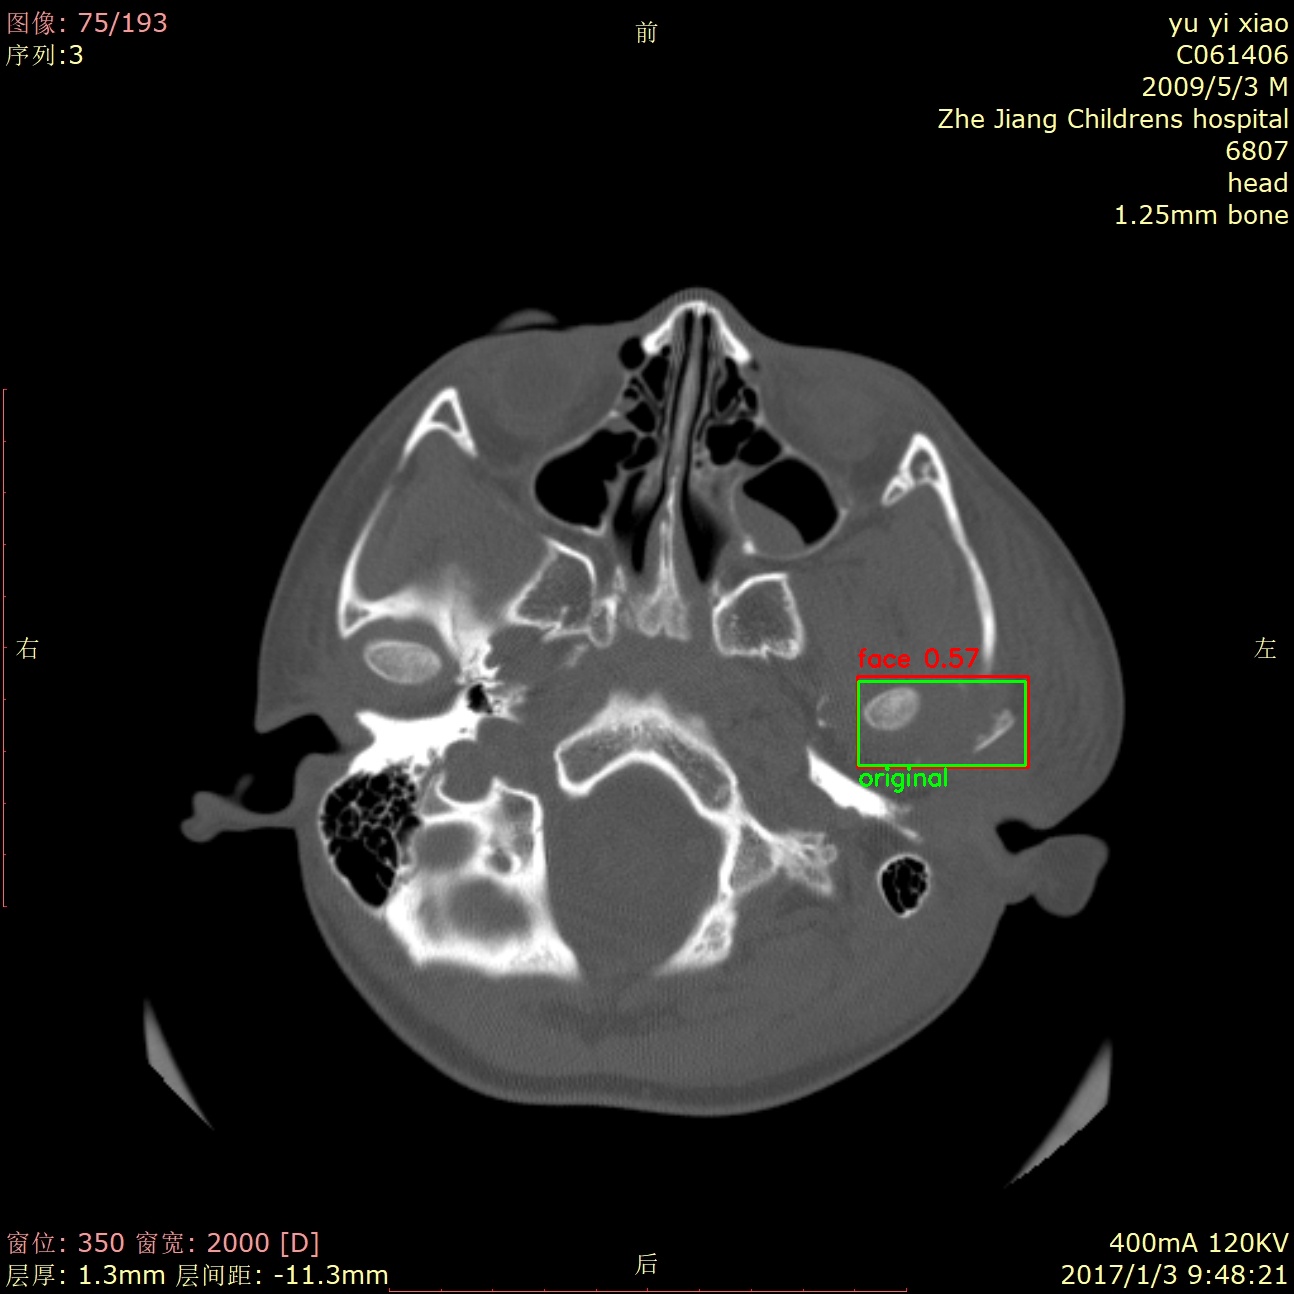 图像: 75/193
序列:3
前
yu yi xiao
C061406
2009/5/3 M
Zhe Jiang Childrens hospital
6807
head
1.25mm bone
右
左
face 0.57
original
窗位: 350 窗宽: 2000 [D]
层厚: 1.3mm 层间距: -11.3mm
后
400mA 120KV
2017/1/3 9:48:21